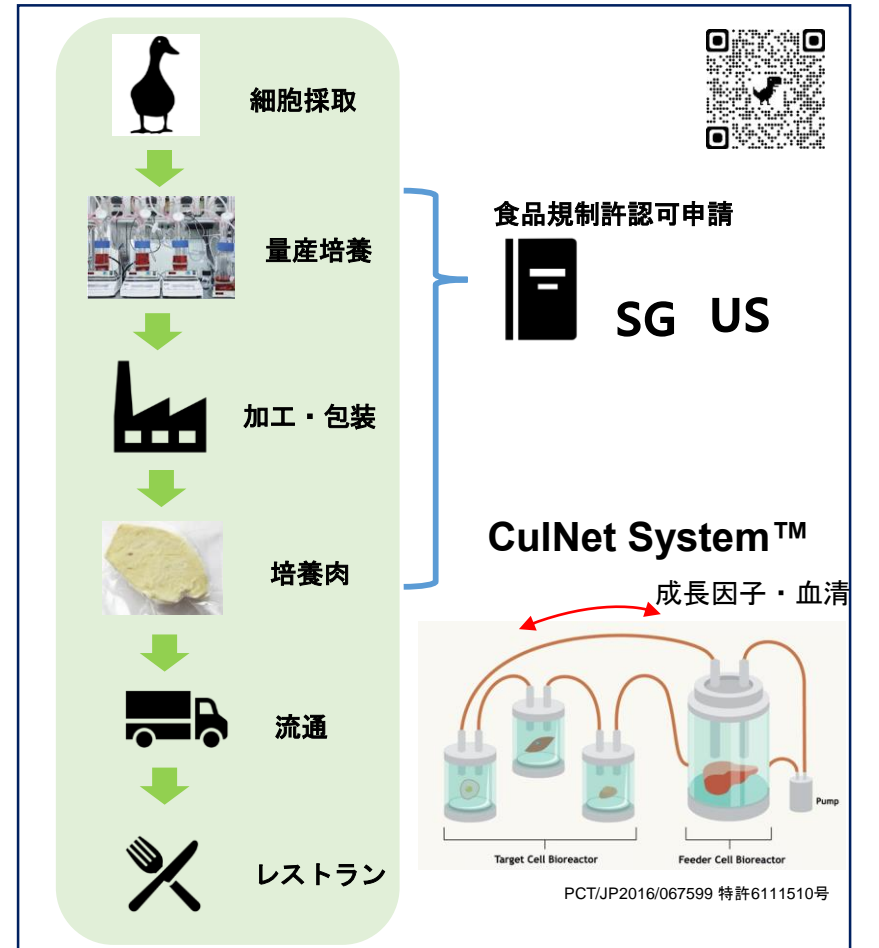 細胞採取
量産培養
加工・包装
培養肉
流通
レストラン
食品規制許認可申請
SG US
CulNet System™
成長因子・血清
Pump
Target Cell Bioreactor
Feeder Cell Bioreactor
PCT/JP2016/067599 特許6111510号